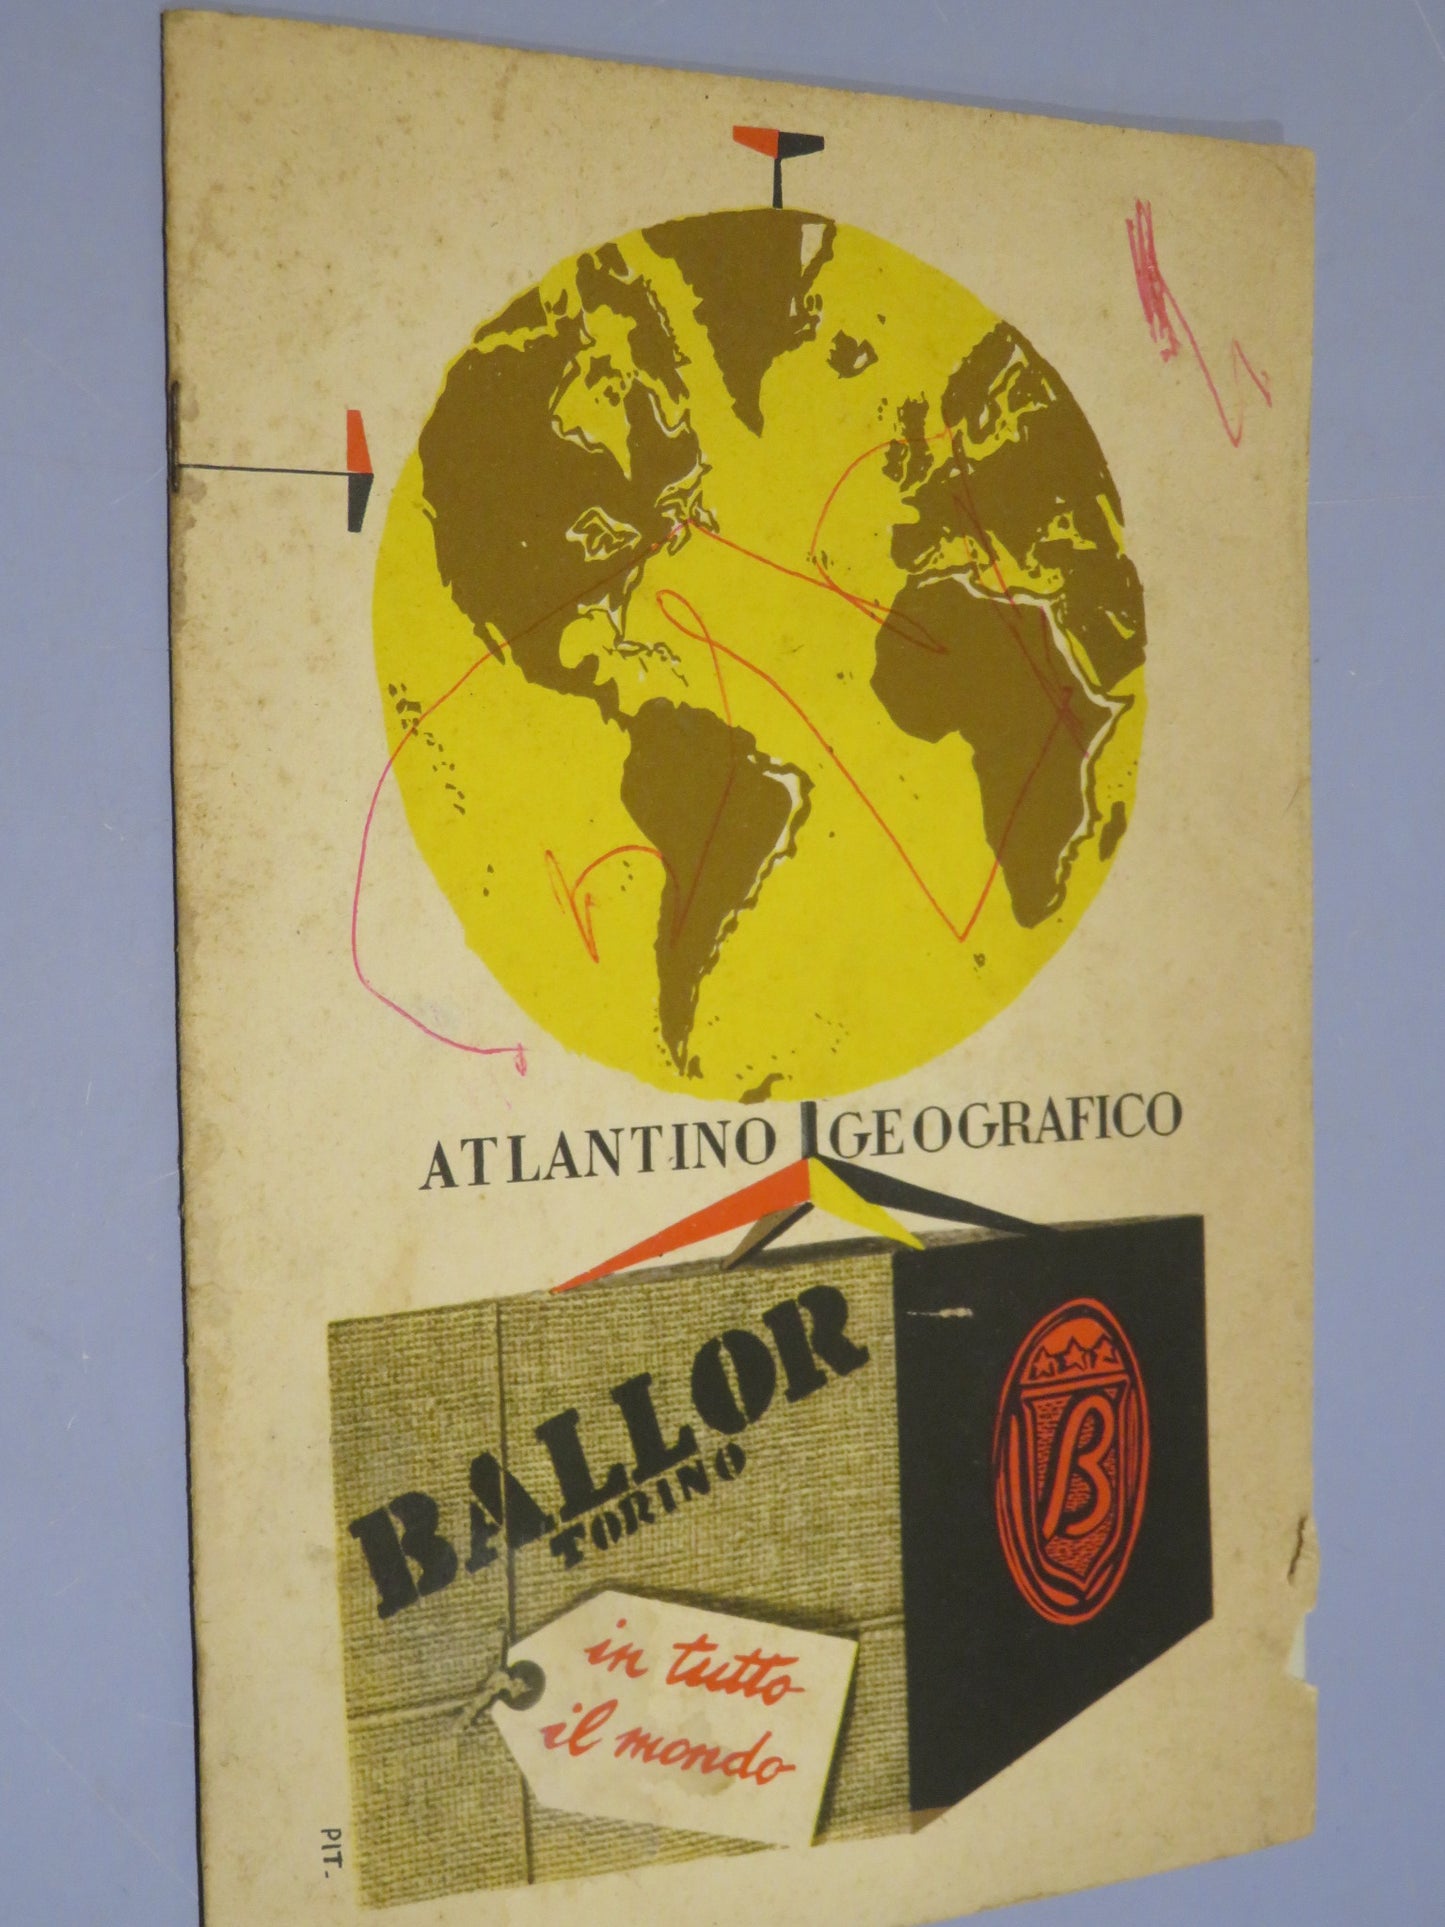 ATLANTINO GEOGRAFICO
BALLOR
TORINO
B
in tutto
il mondo
PIT.